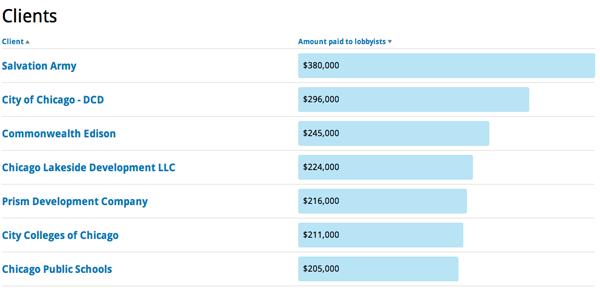 Clients
Client ▲ Amount paid to lobbyists ▼
Salvation Army $380,000
City of Chicago - DCD $296,000
Commonwealth Edison $245,000
Chicago Lakeside Development LLC $224,000
Prism Development Company $216,000
City Colleges of Chicago $211,000
Chicago Public Schools $205,000